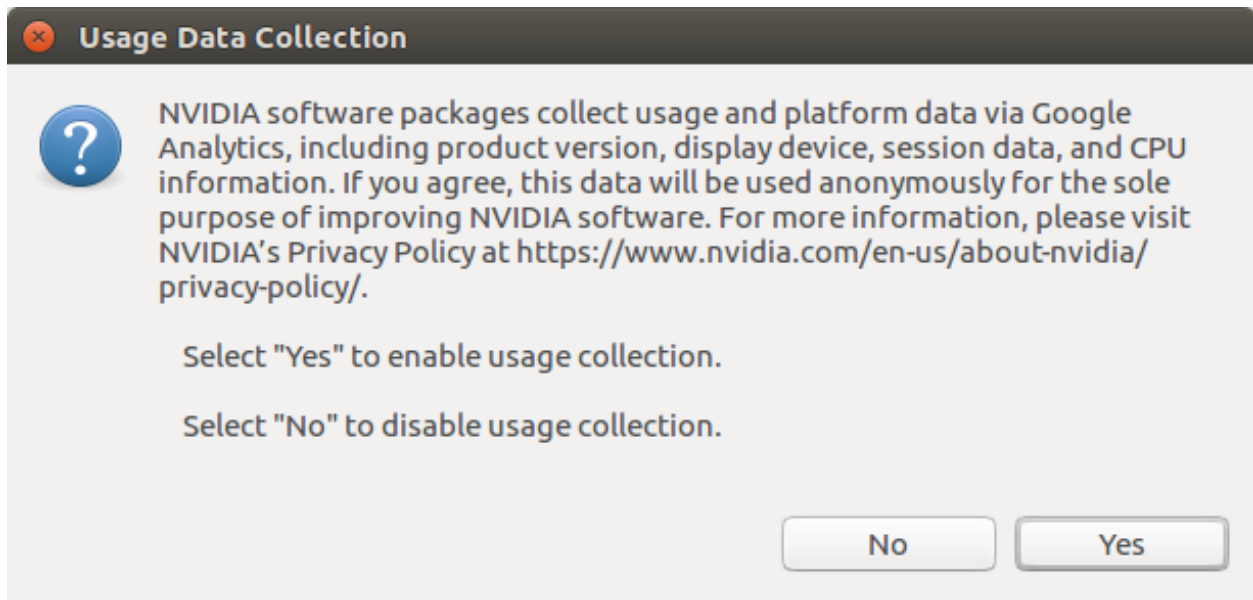 Usage Data Collection
NVIDIA software packages collect usage and platform data via Google
Analytics, including product version, display device, session data, and CPU
information. If you agree, this data will be used anonymously for the sole
purpose of improving NVIDIA software. For more information, please visit
NVIDIA’s Privacy Policy at https://www.nvidia.com/en-us/about-nvidia/
privacy-policy/.
Select "Yes" to enable usage collection.
Select "No" to disable usage collection.
No
Yes